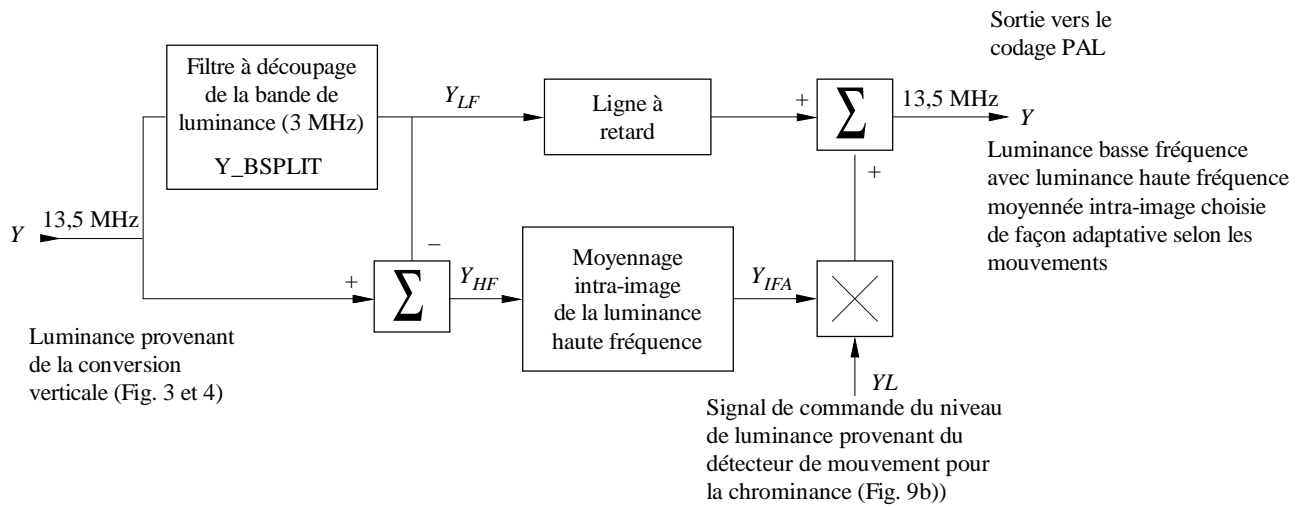 Sortie vers le
codage PAL
Filtre à découpage
de la bande de
luminance (3 MHz)
Y_BSPLIT
Y_LF
Ligne à
retard
+
Σ
13,5 MHz
Y
+
Luminance basse fréquence
avec luminance haute fréquence
moyennée intra-image choisie
de façon adaptative selon les
mouvements
Y
13,5 MHz
–
+
Σ
Y_HF
Moyennage
intra-image
de la luminance
haute fréquence
Y_IFA
Luminance provenant
de la conversion
verticale (Fig. 3 et 4)
YL
Signal de commande du niveau
de luminance provenant du
détecteur de mouvement pour
la chrominance (Fig. 9b))